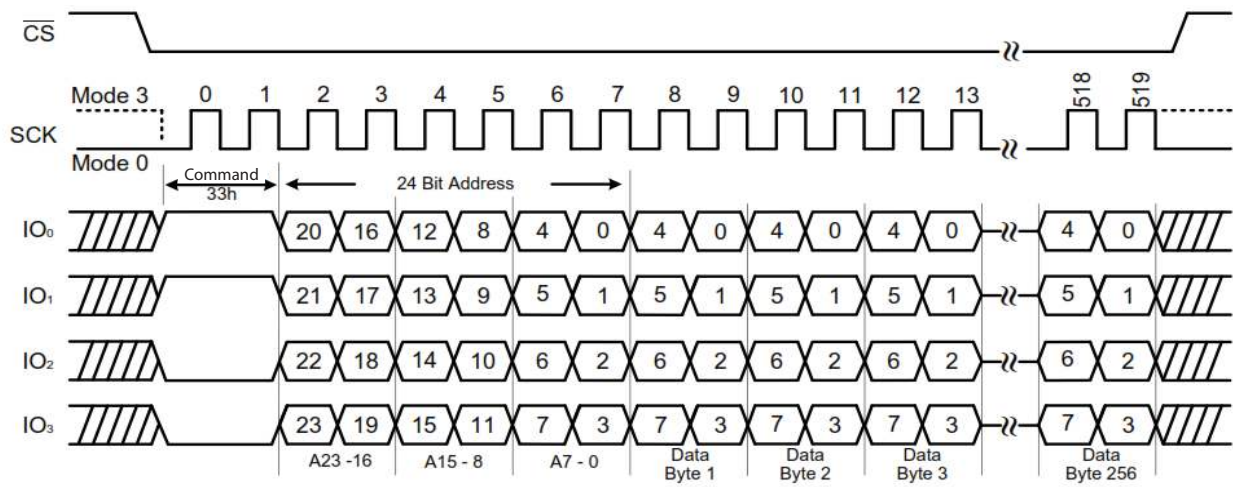 CS
Mode 3 0 1 2 3 4 5 6 7 8 9 10 11 12 13 518 519
SCK
Mode 0
Command
33h
24 Bit Address
IO₀ 20 16 12 8 4 0 4 0 4 0 4 0 4 0
IO₁ 21 17 13 9 5 1 5 1 5 1 5 1 5 1
IO₂ 22 18 14 10 6 2 6 2 6 2 6 2 6 2
IO₃ 23 19 15 11 7 3 7 3 7 3 7 3 7 3
A23 -16 A15 - 8 A7 - 0 Data Data Data Data
Byte 1 Byte 2 Byte 3 Byte 256